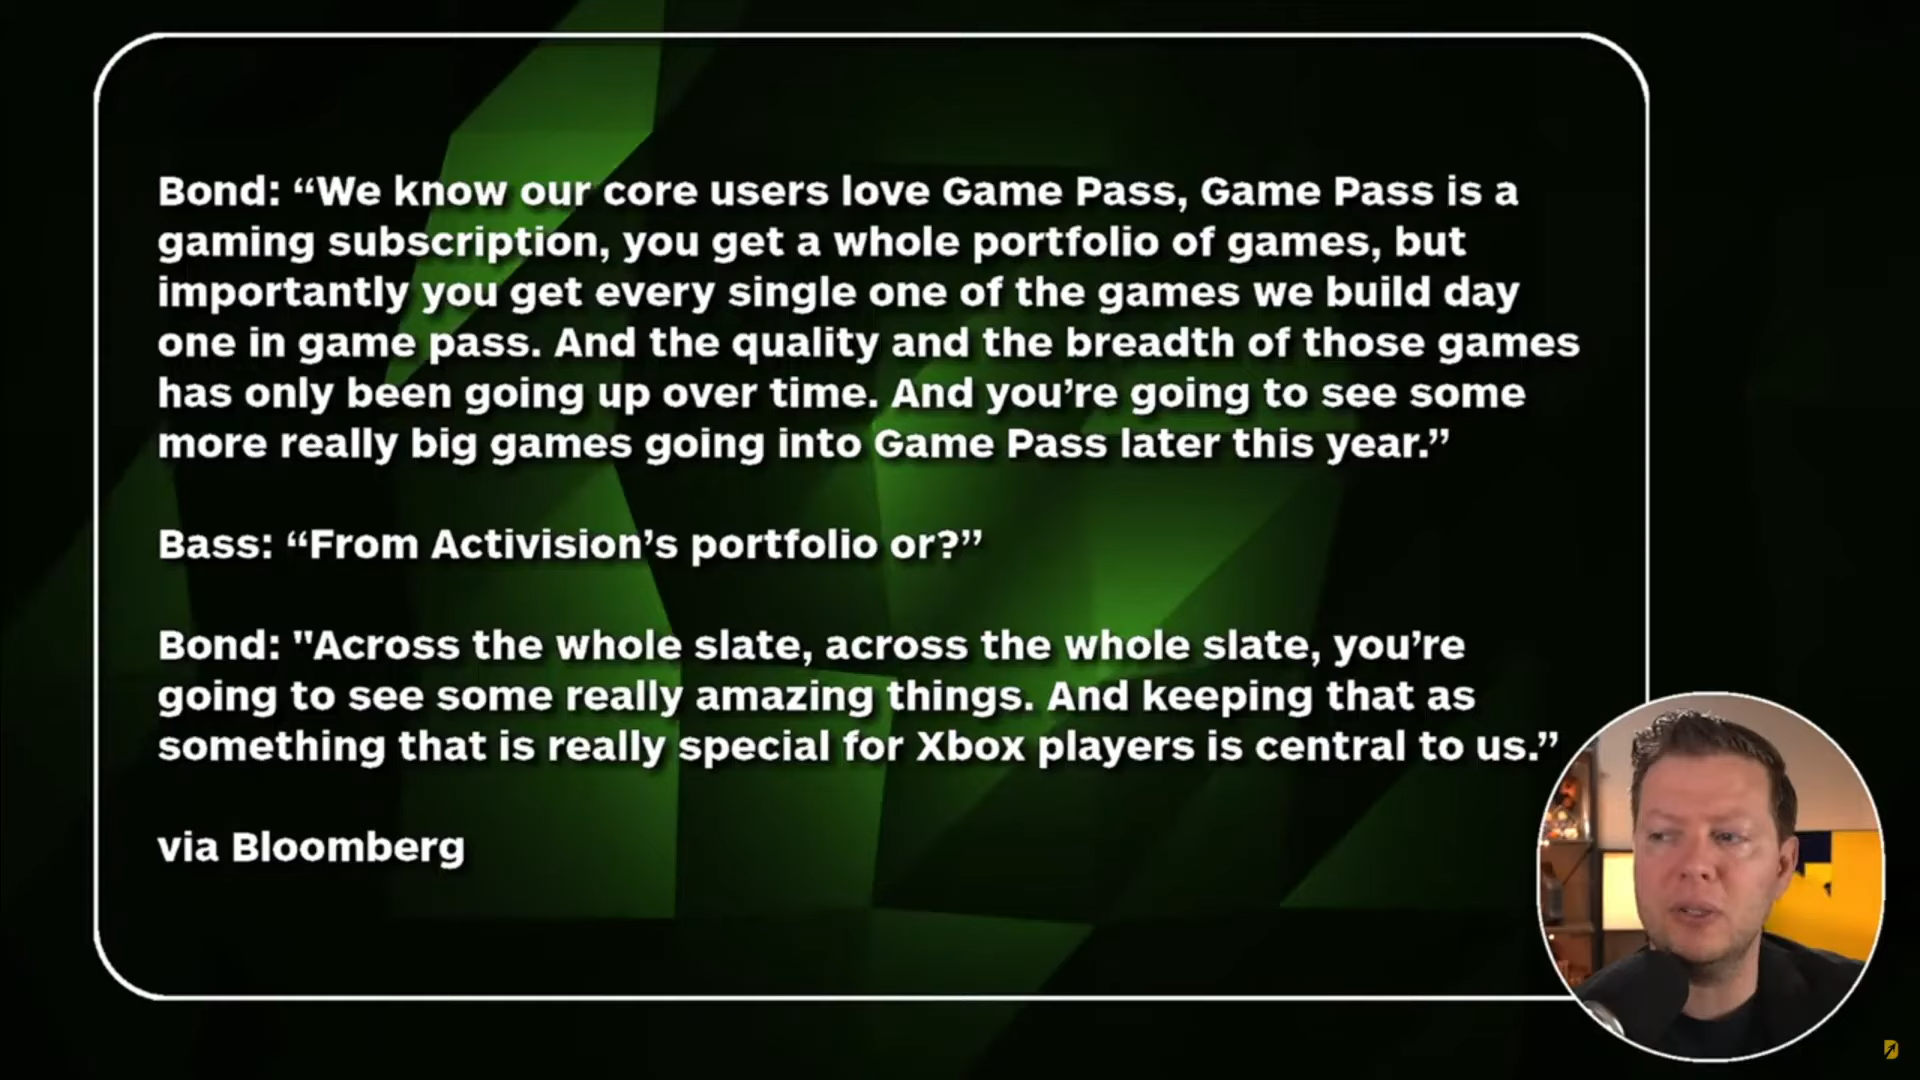 Bond: “We know our core users love Game Pass, Game Pass is a
gaming subscription, you get a whole portfolio of games, but
importantly you get every single one of the games we build day
one in game pass. And the quality and the breadth of those games
has only been going up over time. And you’re going to see some
more really big games going into Game Pass later this year.”
Bass: “From Activision’s portfolio or?”
Bond: "Across the whole slate, across the whole slate, you’re
going to see some really amazing things. And keeping that as
something that is really special for Xbox players is central to us.”
via Bloomberg